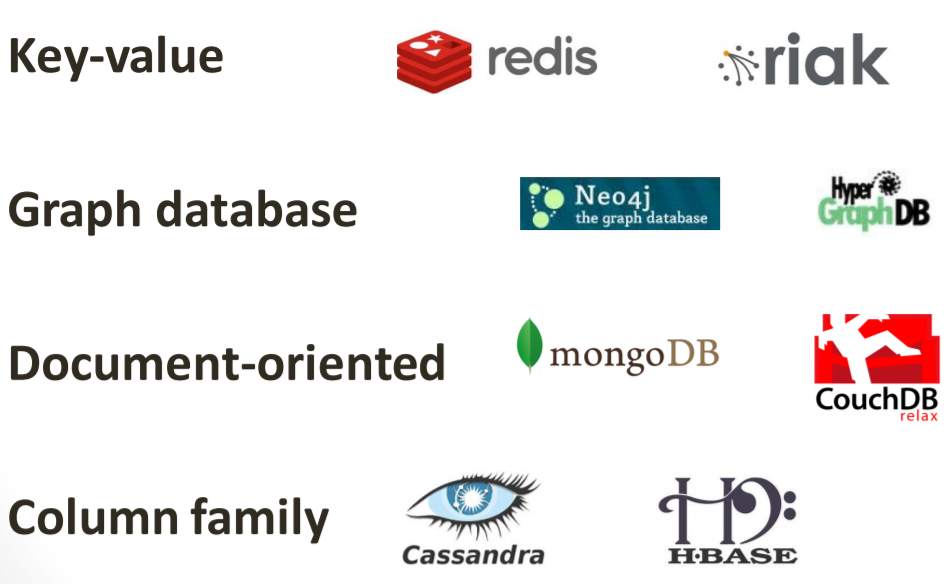 Key-value
redis
riak
Graph database
Neo4j
the graph database
Hyper
GraphDB
Document-oriented
mongoDB
CouchDB
relax
Column family
Cassandra
HBASE